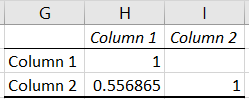 G H I
Column 1 Column 2
Column 1 1
Column 2 0.556865 1